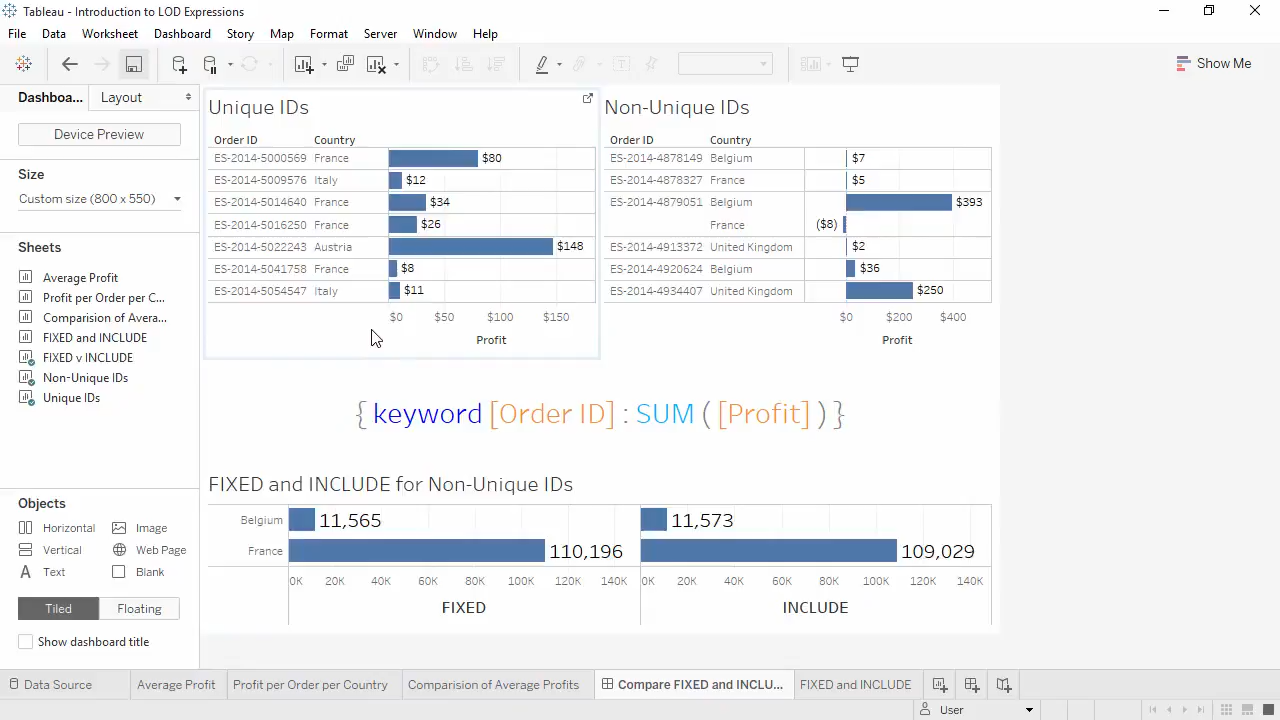 Tableau - Introduction to LOD Expressions
File Data Worksheet Dashboard Story Map Format Server Window Help
Show Me
Dashboa... Layout
Device Preview
Size
Custom size (800 x 550)
Sheets
Average Profit
Profit per Order per C...
Comparision of Avera...
FIXED and INCLUDE
FIXED v INCLUDE
Non-Unique IDs
Unique IDs
Objects
Horizontal Image
Vertical Web Page
A Text Blank
Tiled Floating
Show dashboard title
Unique IDs
Order ID Country
ES-2014-5000569 France $80
ES-2014-5009576 Italy $12
ES-2014-5014640 France $34
ES-2014-5016250 France $26
ES-2014-5022243 Austria $148
ES-2014-5041758 France $8
ES-2014-5054547 Italy $11
$0 $50 $100 $150
Profit
Non-Unique IDs
Order ID Country
ES-2014-4878149 Belgium $7
ES-2014-4878327 France $5
ES-2014-4879051 Belgium $393
France ($8)
ES-2014-4913372 United Kingdom $2
ES-2014-4920624 Belgium $36
ES-2014-4934407 United Kingdom $250
$0 $200 $400
Profit
{ keyword [Order ID] : SUM ( [Profit] ) }
FIXED and INCLUDE for Non-Unique IDs
Belgium 11,565 11,573
France 110,196 109,029
0K 20K 40K 60K 80K 100K 120K 140K 0K 20K 40K 60K 80K 100K 120K 140K
FIXED INCLUDE
Data Source Average Profit Profit per Order per Country Comparision of Average Profits Compare FIXED and INCLU... FIXED and INCLUDE
User